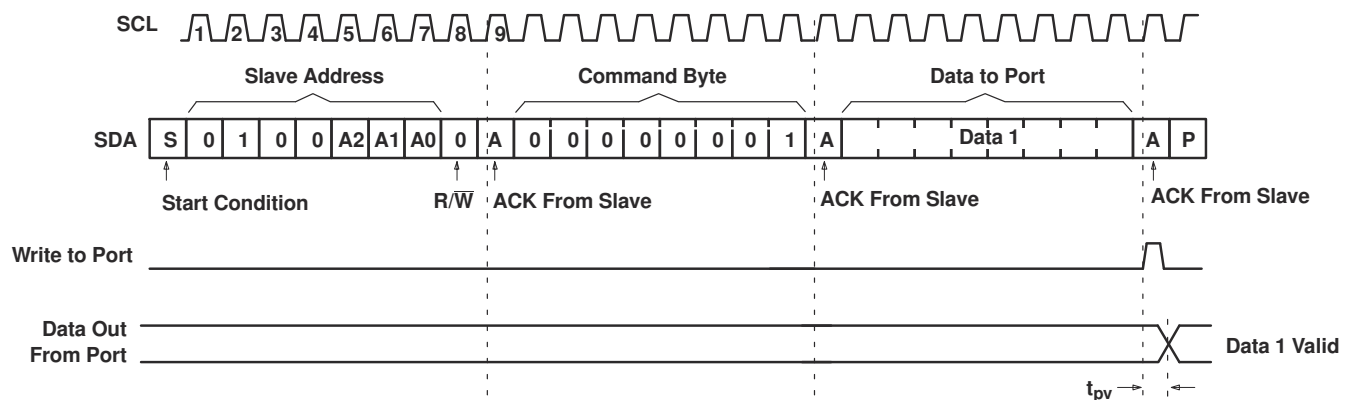 SCL 1 2 3 4 5 6 7 8 9
Slave Address Command Byte Data to Port
SDA S 0 1 0 0 A2 A1 A0 0 A 0 0 0 0 0 0 0 1 A Data 1 A P
Start Condition R/W̅ ACK From Slave ACK From Slave ACK From Slave
Write to Port
Data Out
From Port
Data 1 Valid
tpv